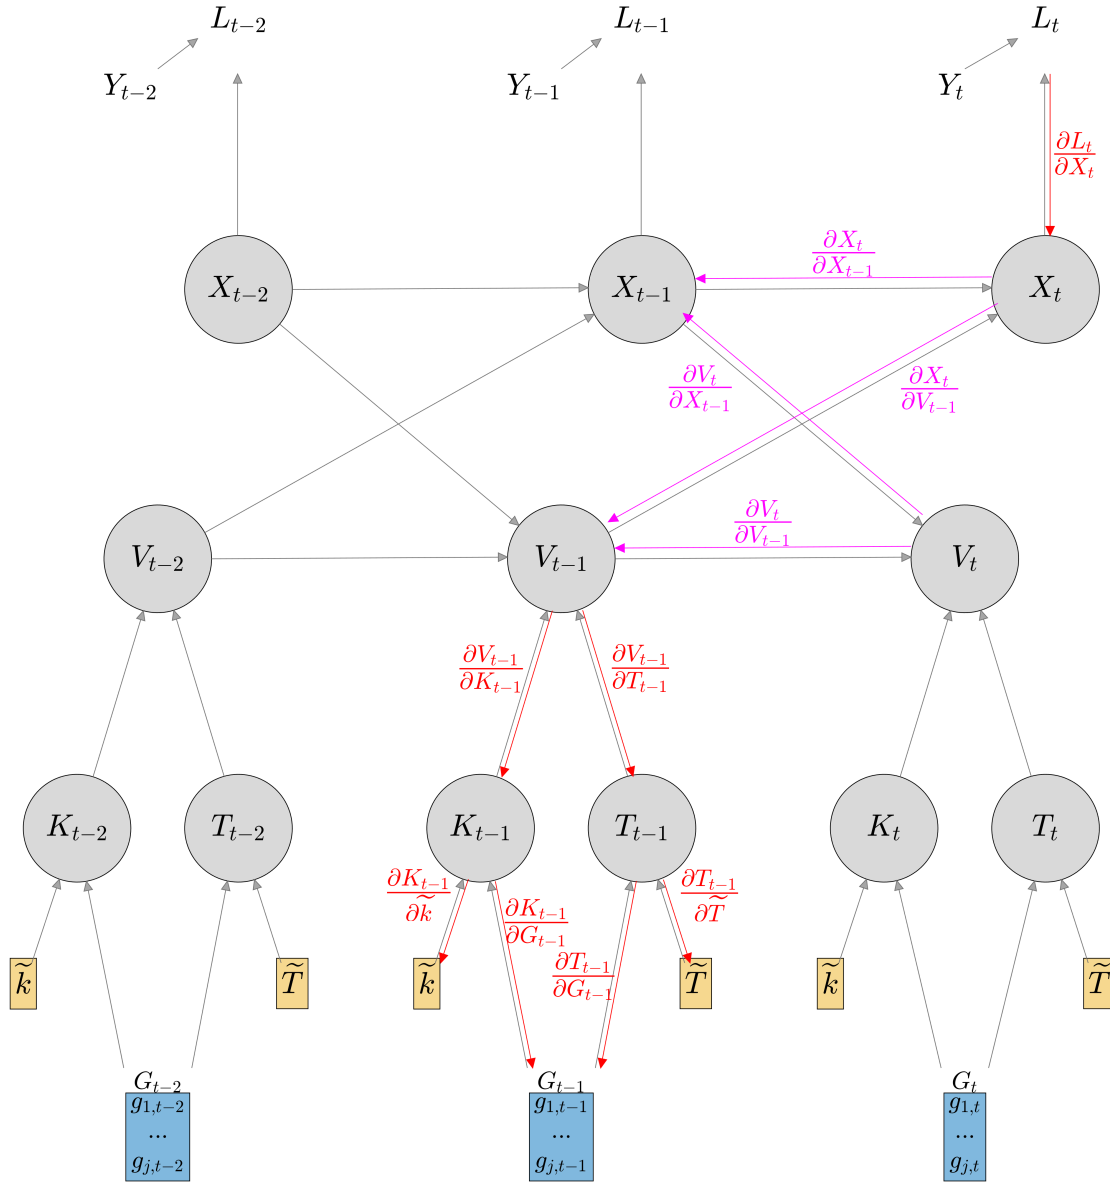 L_{t−2} L_{t−1} L_t
Y_{t−2} Y_{t−1} Y_t
∂L_t/∂X_t
∂X_t/∂X_{t−1}
X_{t−2} X_{t−1} X_t
∂V_t/∂X_{t−1} ∂X_t/∂V_{t−1}
∂V_t/∂V_{t−1}
V_{t−2} V_{t−1} V_t
∂V_{t−1}/∂K_{t−1} ∂V_{t−1}/∂T_{t−1}
K_{t−2} T_{t−2} K_{t−1} T_{t−1} K_t T_t
∂K_{t−1}/∂k̃ ∂K_{t−1}/∂G_{t−1} ∂T_{t−1}/∂T̃
∂T_{t−1}/∂G_{t−1}
k̃ T̃ k̃ T̃ k̃ T̃
G_{t−2} G_{t−1} G_t
g_{1,t−2} g_{1,t−1} g_{1,t}
... ... ...
g_{j,t−2} g_{j,t−1} g_{j,t}